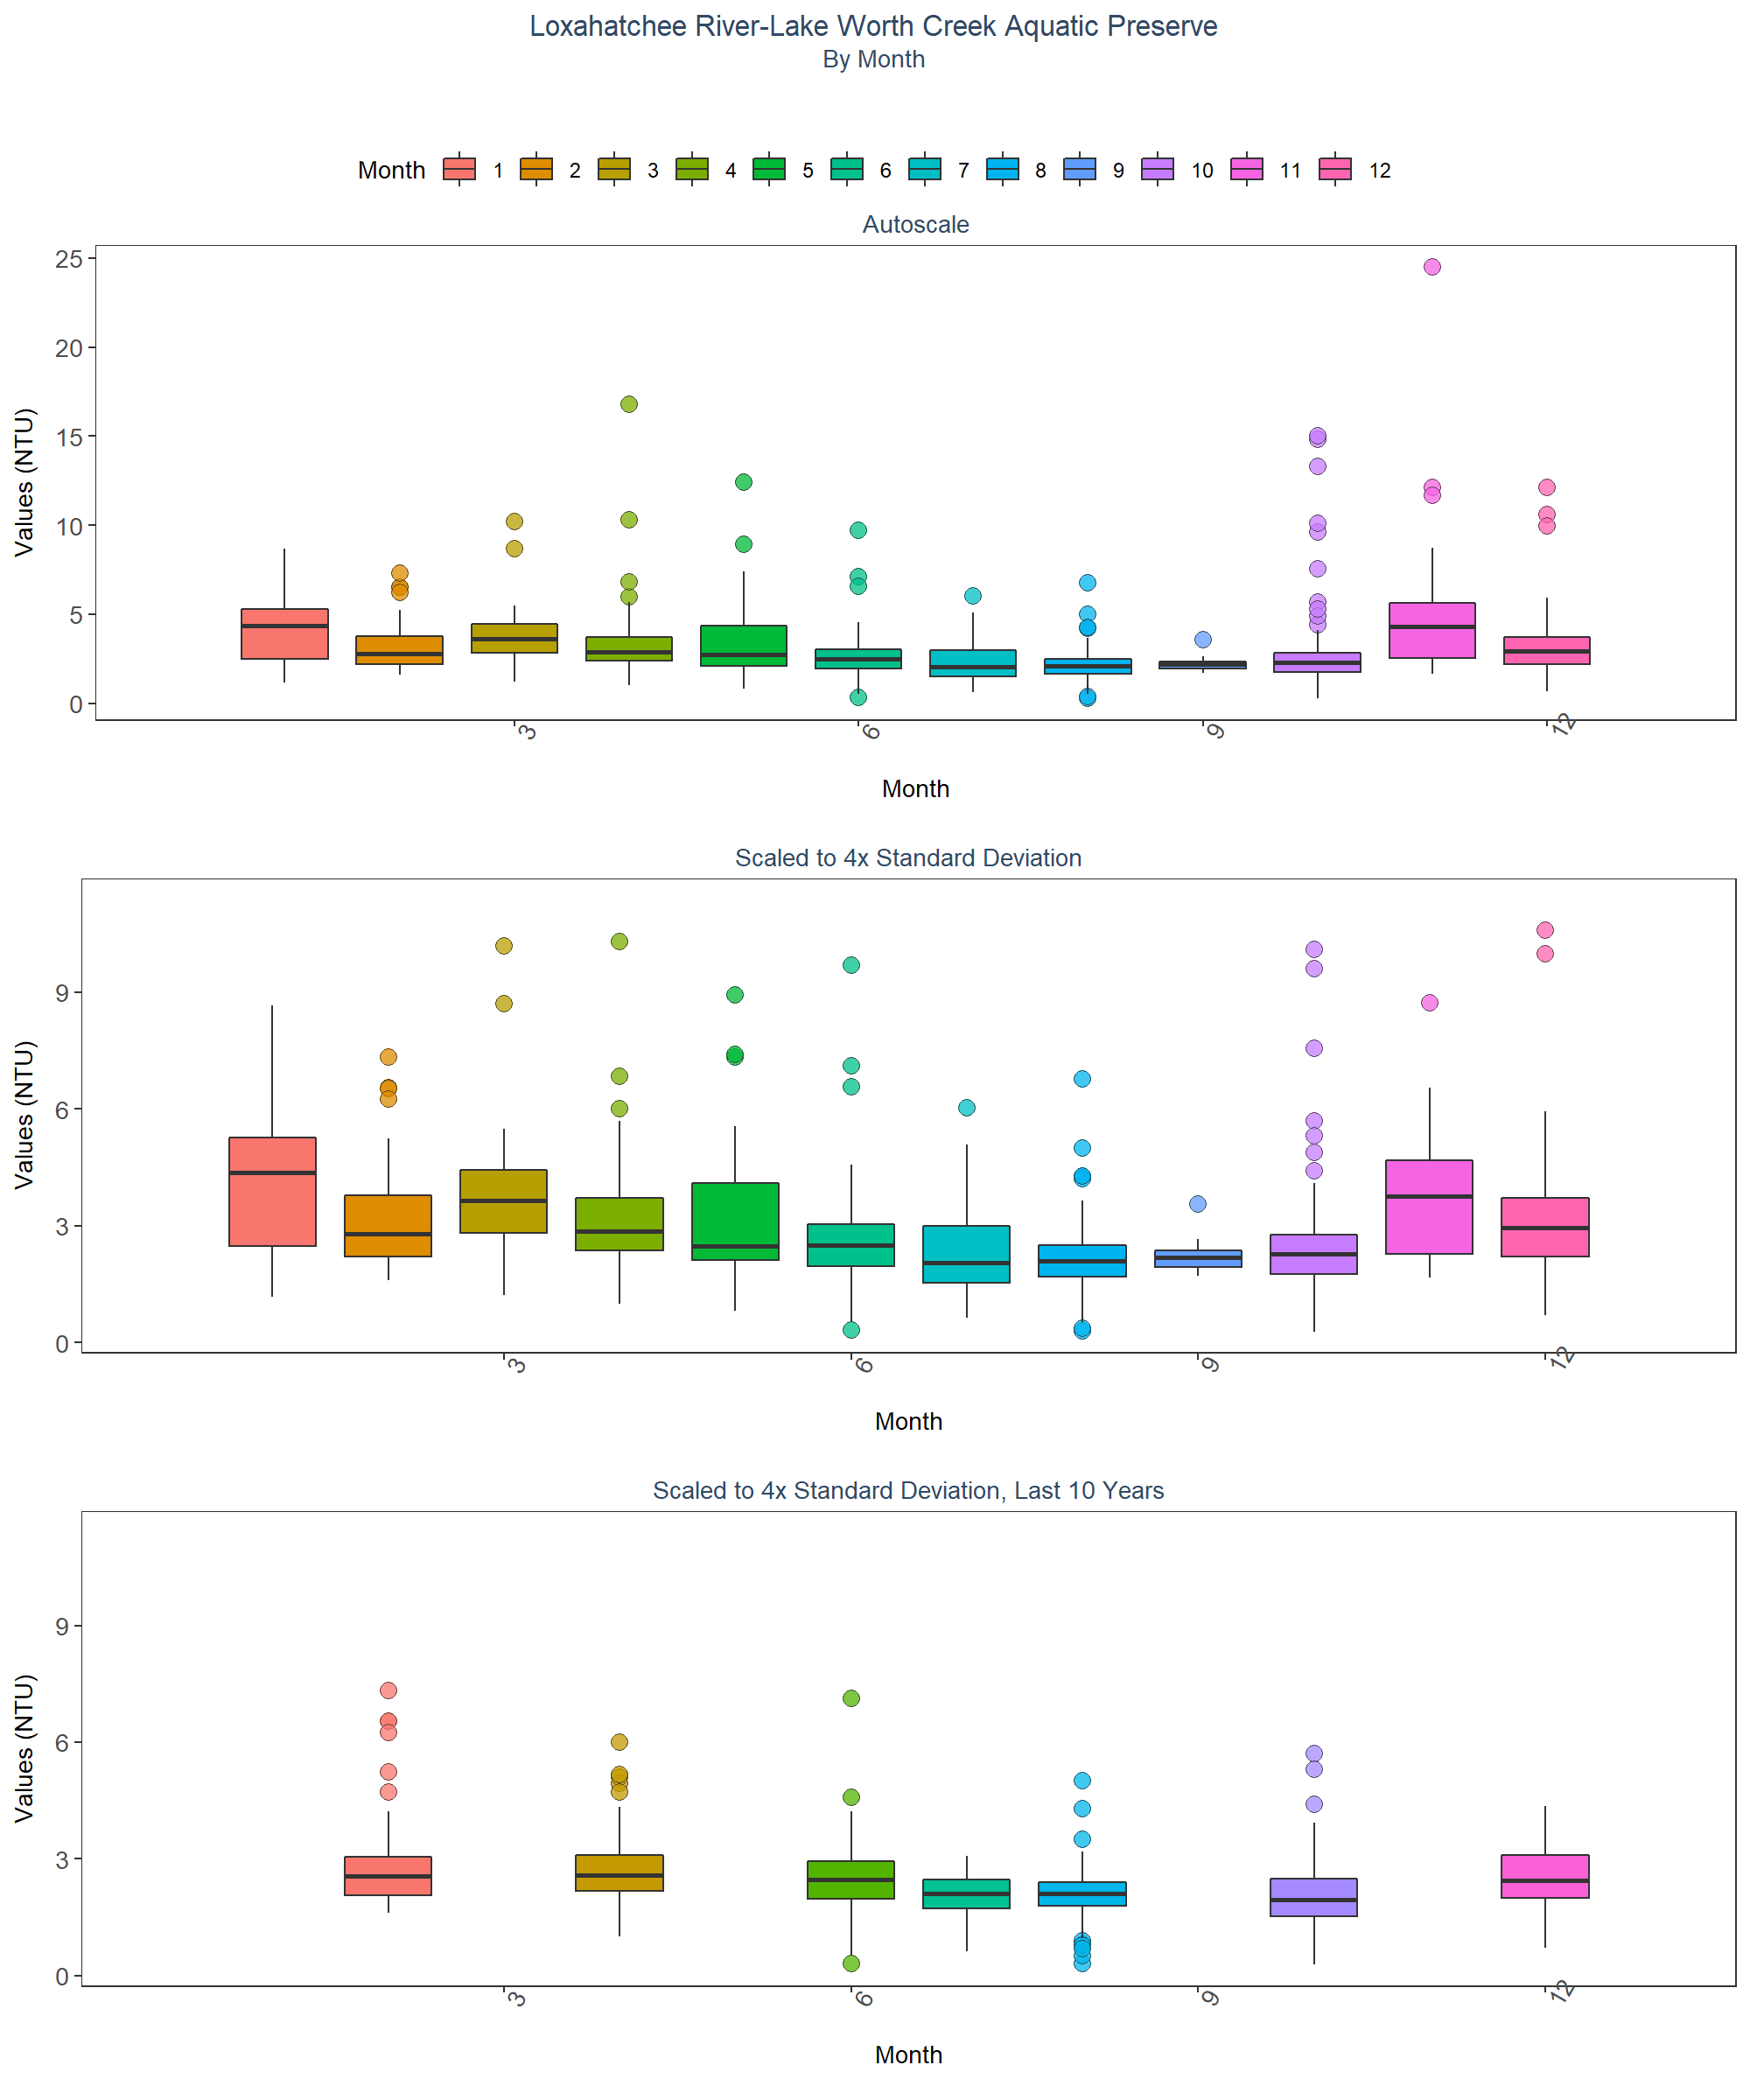 Loxahatchee River-Lake Worth Creek Aquatic Preserve
By Month
Month 1 2 3 4 5 6 7 8 9 10 11 12
Autoscale
25
20
15
10
5
0
Values (NTU)
3 6 9 12
Month
Scaled to 4x Standard Deviation
9
6
3
0
Values (NTU)
3 6 9 12
Month
Scaled to 4x Standard Deviation, Last 10 Years
9
6
3
0
Values (NTU)
3 6 9 12
Month